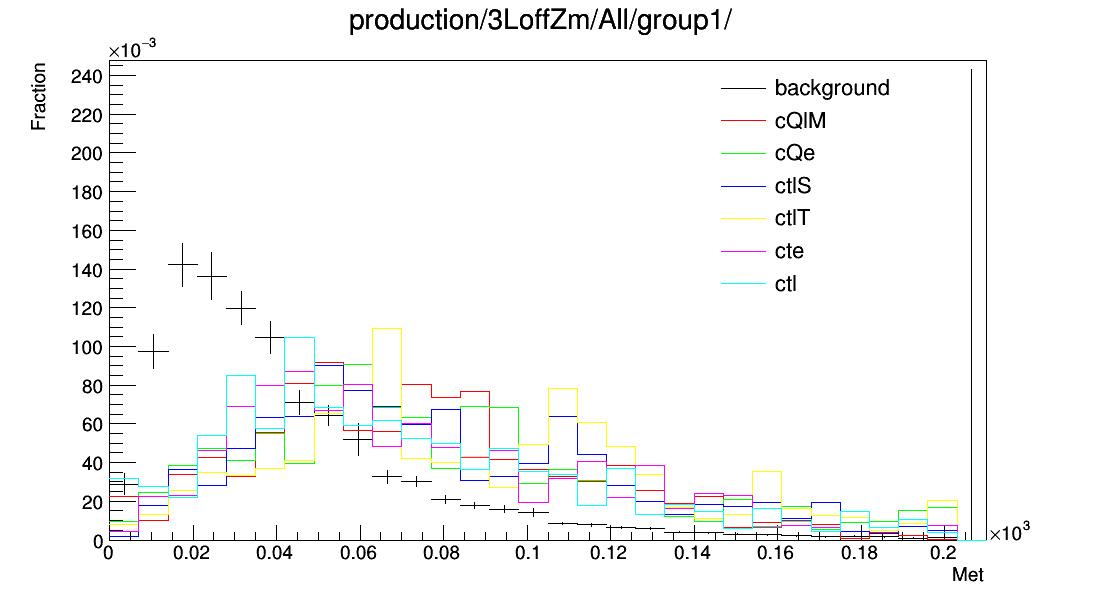 production/3LoffZm/All/group1/
×10⁻³
Fraction
240
220
200
180
160
140
120
100
80
60
40
20
0
background
cQlM
cQe
ctlS
ctlT
cte
ctl
0 0.02 0.04 0.06 0.08 0.1 0.12 0.14 0.16 0.18 0.2
×10³
Met